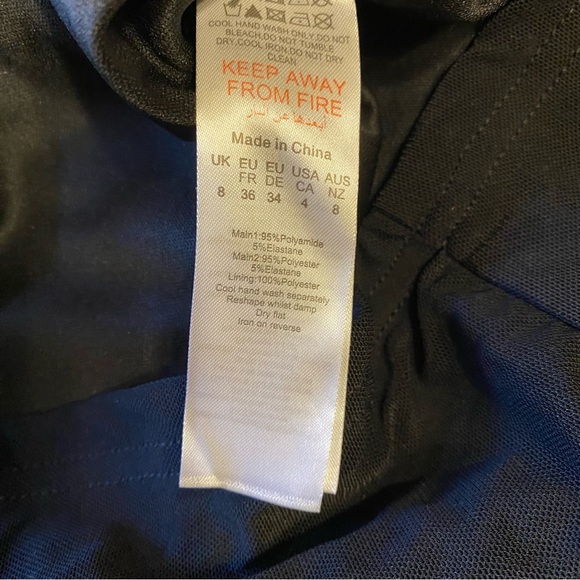 COOL HAND WASH ONLY.DO NOT
BLEACH.DO NOT TUMBLE
DRY.COOL IRON.DO NOT DRY
CLEAN
KEEP AWAY
FROM FIRE
أبعدها عن النار
Made in China
UK EU EU USA AUS
FR DE CA NZ
8 36 34 4 8
Main1:95%Polyamide
5%Elastane
Main2:95%Polyester
5%Elastane
Lining:100%Polyester
Cool hand wash separately
Reshape whilst damp
Dry flat
Iron on reverse